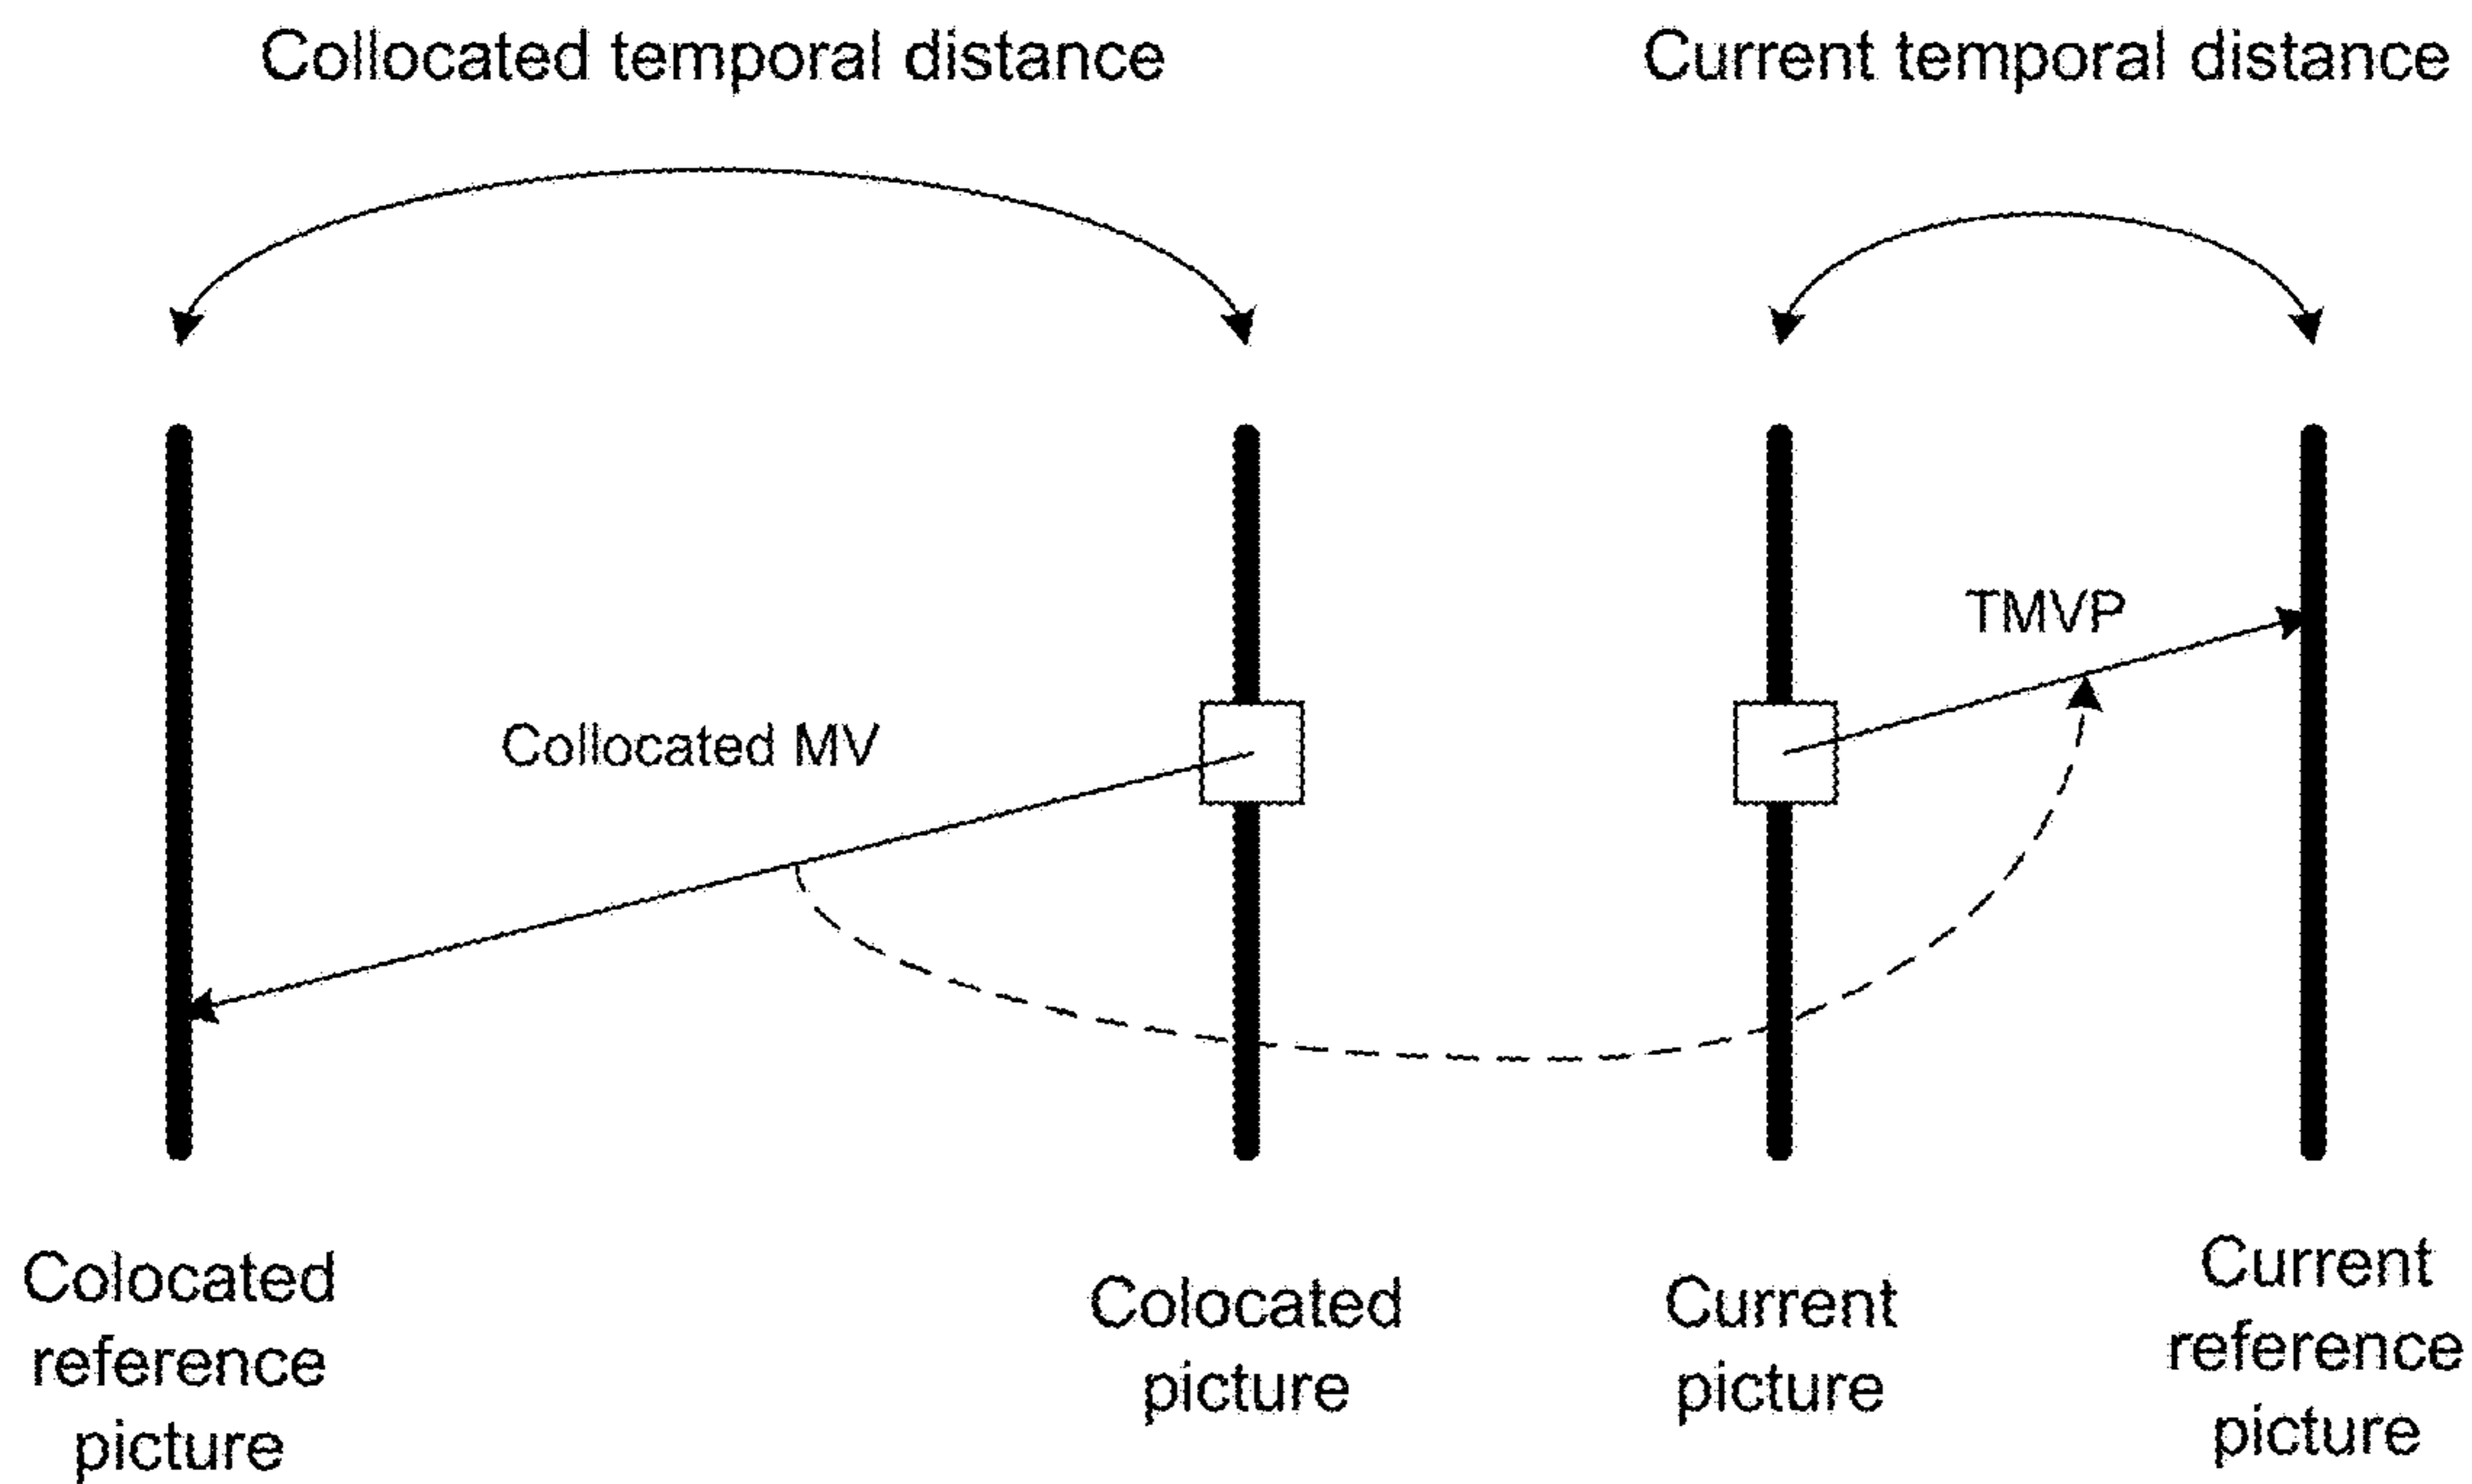 Collocated temporal distance
Current temporal distance
TMVP
Collocated MV
Colocated
reference
picture
Colocated
picture
Current
picture
Current
reference
picture